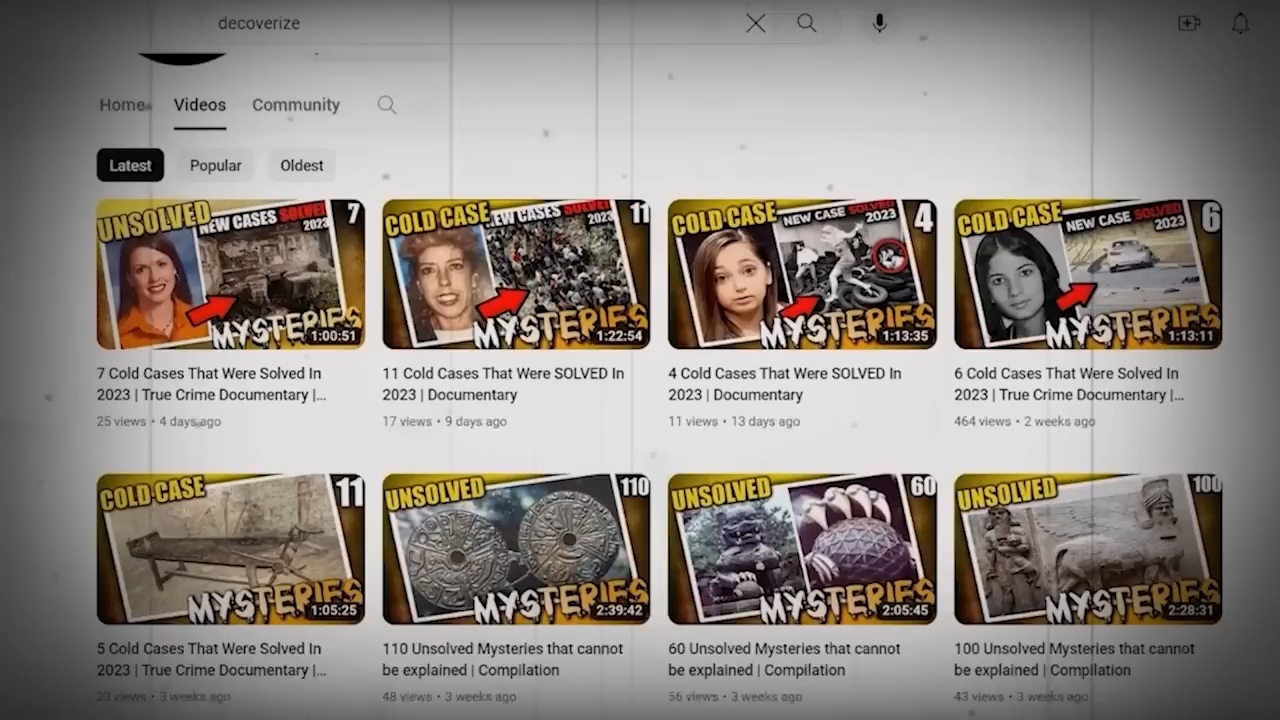 decoverize
Home Videos Community
Latest Popular Oldest
UNSOLVED NEW CASES SOLVED 2023 7
MYSTERIES 1:00:51
COLD CASE NEW CASES SOLVED 2023 11
MYSTERIES 1:22:54
COLD CASE NEW CASE SOLVED 2023 4
MYSTERIES 1:13:35
COLD CASE NEW CASE SOLVED 2023 6
MYSTERIES 1:13:11
7 Cold Cases That Were Solved In
2023 | True Crime Documentary |...
25 views • 4 days ago
11 Cold Cases That Were SOLVED In
2023 | Documentary
17 views • 9 days ago
4 Cold Cases That Were SOLVED In
2023 | Documentary
11 views • 13 days ago
6 Cold Cases That Were Solved In
2023 | True Crime Documentary |...
464 views • 2 weeks ago
COLD CASE 11
MYSTERIES 1:05:25
UNSOLVED 110
MYSTERIES 2:39:42
UNSOLVED 60
MYSTERIES 2:05:45
UNSOLVED 100
MYSTERIES 2:28:31
5 Cold Cases That Were Solved In
2023 | True Crime Documentary |...
23 views • 3 weeks ago
110 Unsolved Mysteries that cannot
be explained | Compilation
48 views • 3 weeks ago
60 Unsolved Mysteries that cannot
be explained | Compilation
56 views • 3 weeks ago
100 Unsolved Mysteries that cannot
be explained | Compilation
43 views • 3 weeks ago